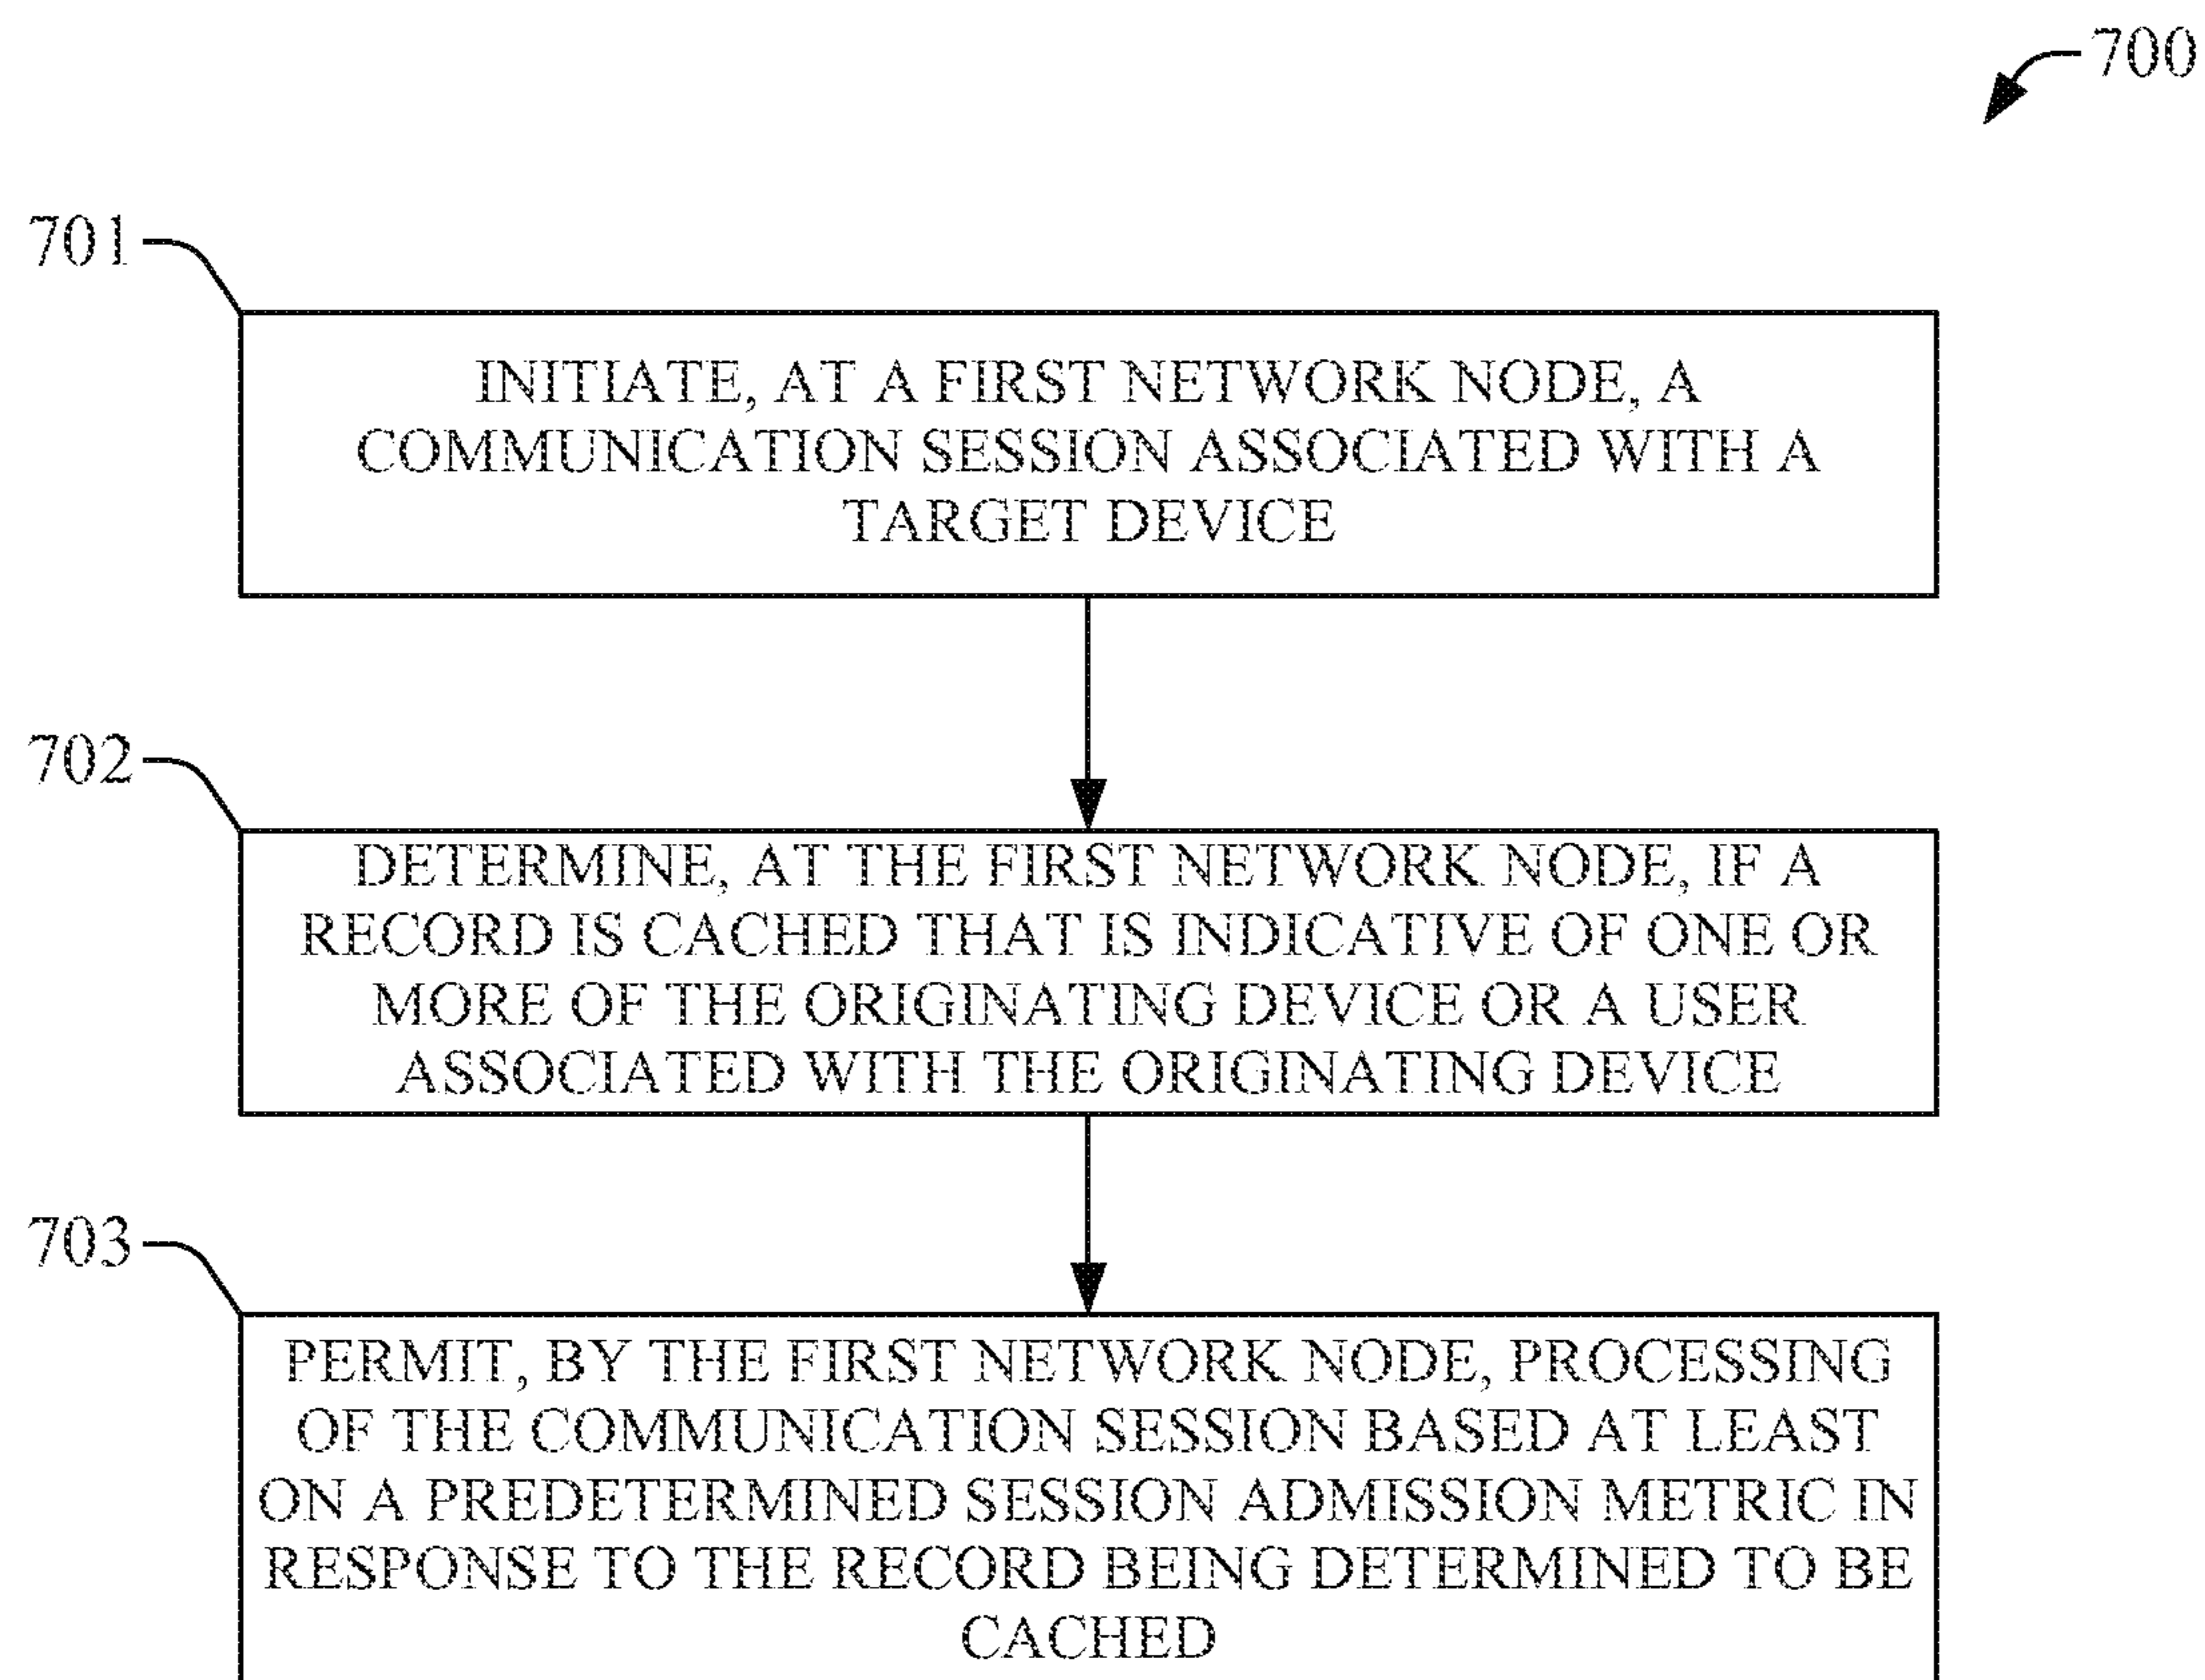 700
701
INITIATE, AT A FIRST NETWORK NODE, A
COMMUNICATION SESSION ASSOCIATED WITH A
TARGET DEVICE
702
DETERMINE, AT THE FIRST NETWORK NODE, IF A
RECORD IS CACHED THAT IS INDICATIVE OF ONE OR
MORE OF THE ORIGINATING DEVICE OR A USER
ASSOCIATED WITH THE ORIGINATING DEVICE
703
PERMIT, BY THE FIRST NETWORK NODE, PROCESSING
OF THE COMMUNICATION SESSION BASED AT LEAST
ON A PREDETERMINED SESSION ADMISSION METRIC IN
RESPONSE TO THE RECORD BEING DETERMINED TO BE
CACHED